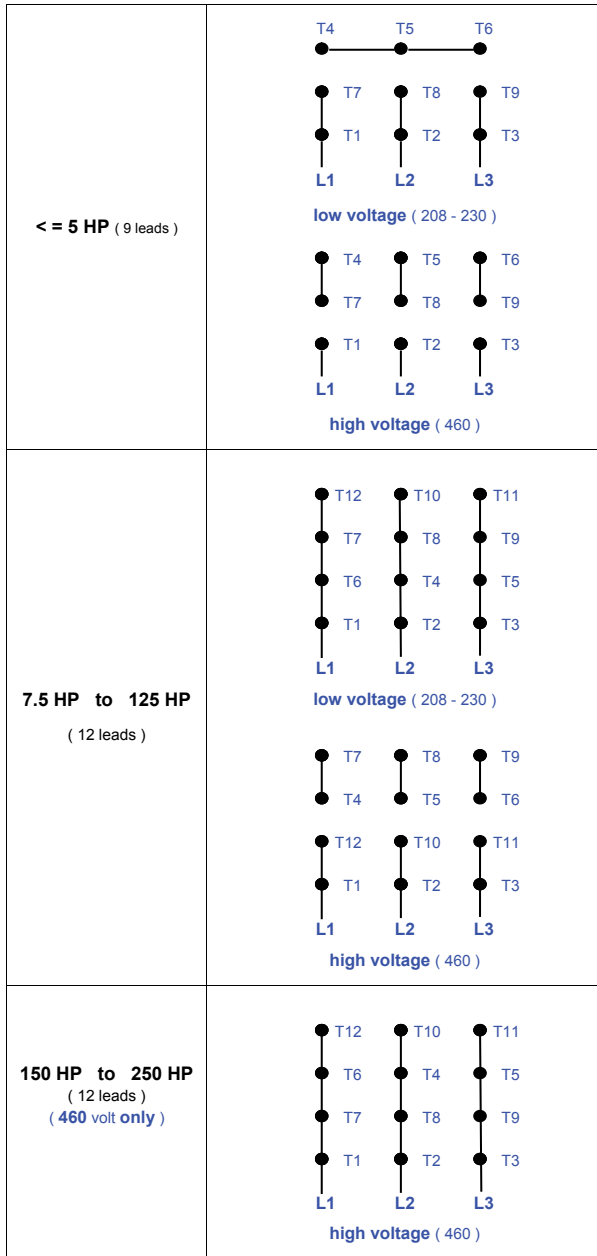 T4 T5 T6
T7 T8 T9
T1 T2 T3
L1 L2 L3
low voltage ( 208 - 230 )
< = 5 HP ( 9 leads )
T4 T5 T6
T7 T8 T9
T1 T2 T3
L1 L2 L3
high voltage ( 460 )
T12 T10 T11
T7 T8 T9
T6 T4 T5
T1 T2 T3
L1 L2 L3
7.5 HP to 125 HP
( 12 leads )
low voltage ( 208 - 230 )
T7 T8 T9
T4 T5 T6
T12 T10 T11
T1 T2 T3
L1 L2 L3
high voltage ( 460 )
150 HP to 250 HP
( 12 leads )
( 460 volt only )
T12 T10 T11
T6 T4 T5
T7 T8 T9
T1 T2 T3
L1 L2 L3
high voltage ( 460 )